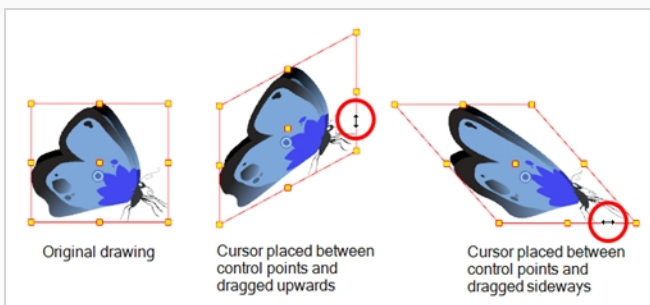 Original drawing
Cursor placed between
control points and
dragged upwards
Cursor placed between
control points and
dragged sideways